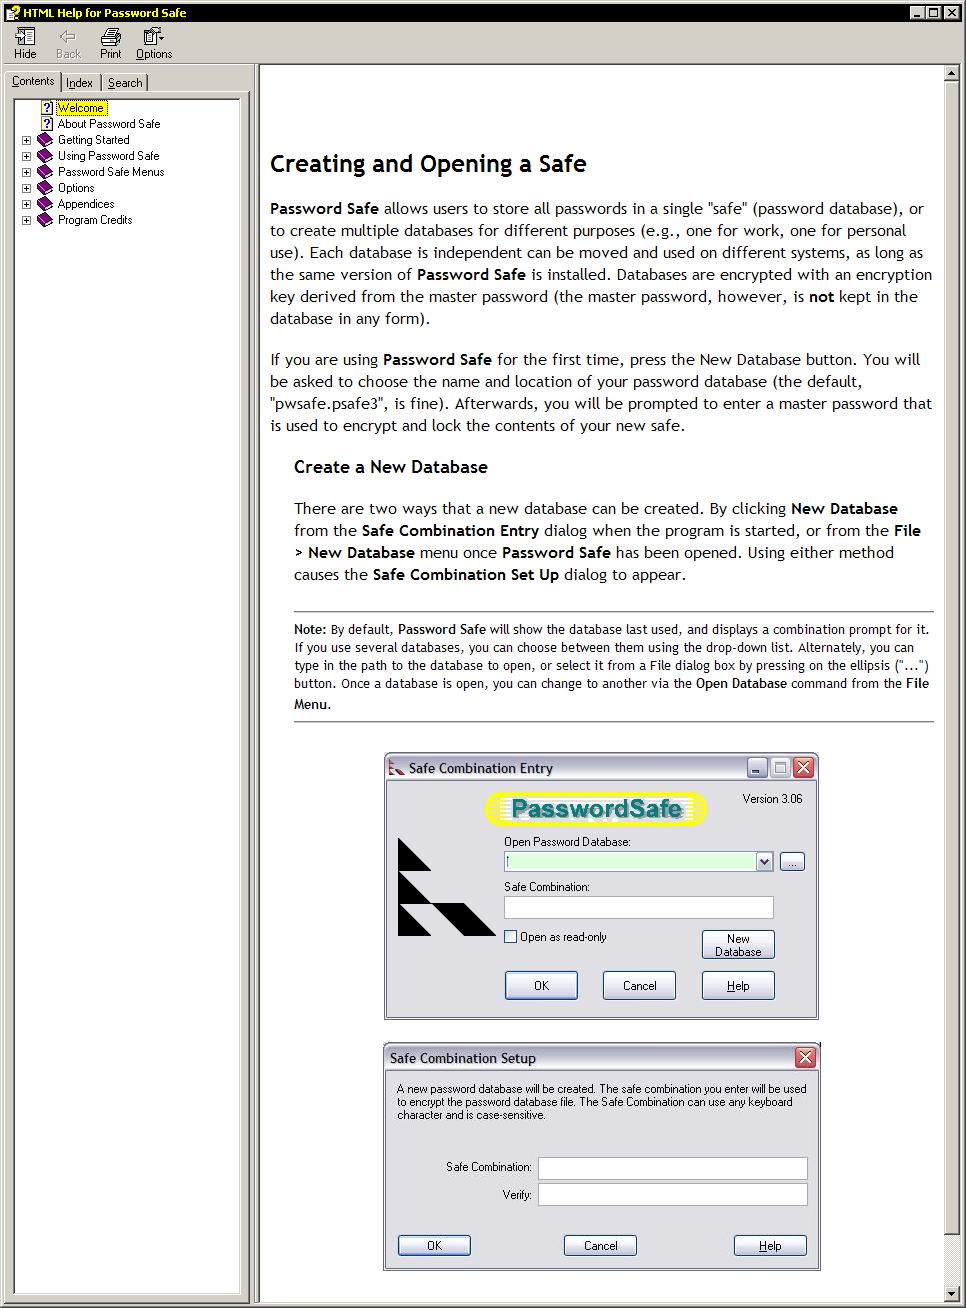 HTML Help for Password Safe
Hide Back Print Options
Contents Index Search
Welcome
About Password Safe
Getting Started
Using Password Safe
Password Safe Menus
Options
Appendices
Program Credits
Creating and Opening a Safe
Password Safe allows users to store all passwords in a single "safe" (password database), or
to create multiple databases for different purposes (e.g., one for work, one for personal
use). Each database is independent can be moved and used on different systems, as long as
the same version of Password Safe is installed. Databases are encrypted with an encryption
key derived from the master password (the master password, however, is not kept in the
database in any form).
If you are using Password Safe for the first time, press the New Database button. You will
be asked to choose the name and location of your password database (the default,
"pwsafe.psafe3", is fine). Afterwards, you will be prompted to enter a master password that
is used to encrypt and lock the contents of your new safe.
Create a New Database
There are two ways that a new database can be created. By clicking New Database
from the Safe Combination Entry dialog when the program is started, or from the File
> New Database menu once Password Safe has been opened. Using either method
causes the Safe Combination Set Up dialog to appear.
Note: By default, Password Safe will show the database last used, and displays a combination prompt for it.
If you use several databases, you can choose between them using the drop-down list. Alternately, you can
type in the path to the database to open, or select it from a File dialog box by pressing on the ellipsis ("...")
button. Once a database is open, you can change to another via the Open Database command from the File
Menu.
Safe Combination Entry
PasswordSafe
Version 3.06
Open Password Database:
...
Safe Combination:
Open as read-only
New
Database
OK Cancel Help
Safe Combination Setup
A new password database will be created. The safe combination you enter will be used
to encrypt the password database file. The Safe Combination can use any keyboard
character and is case-sensitive.
Safe Combination:
Verify:
OK Cancel Help